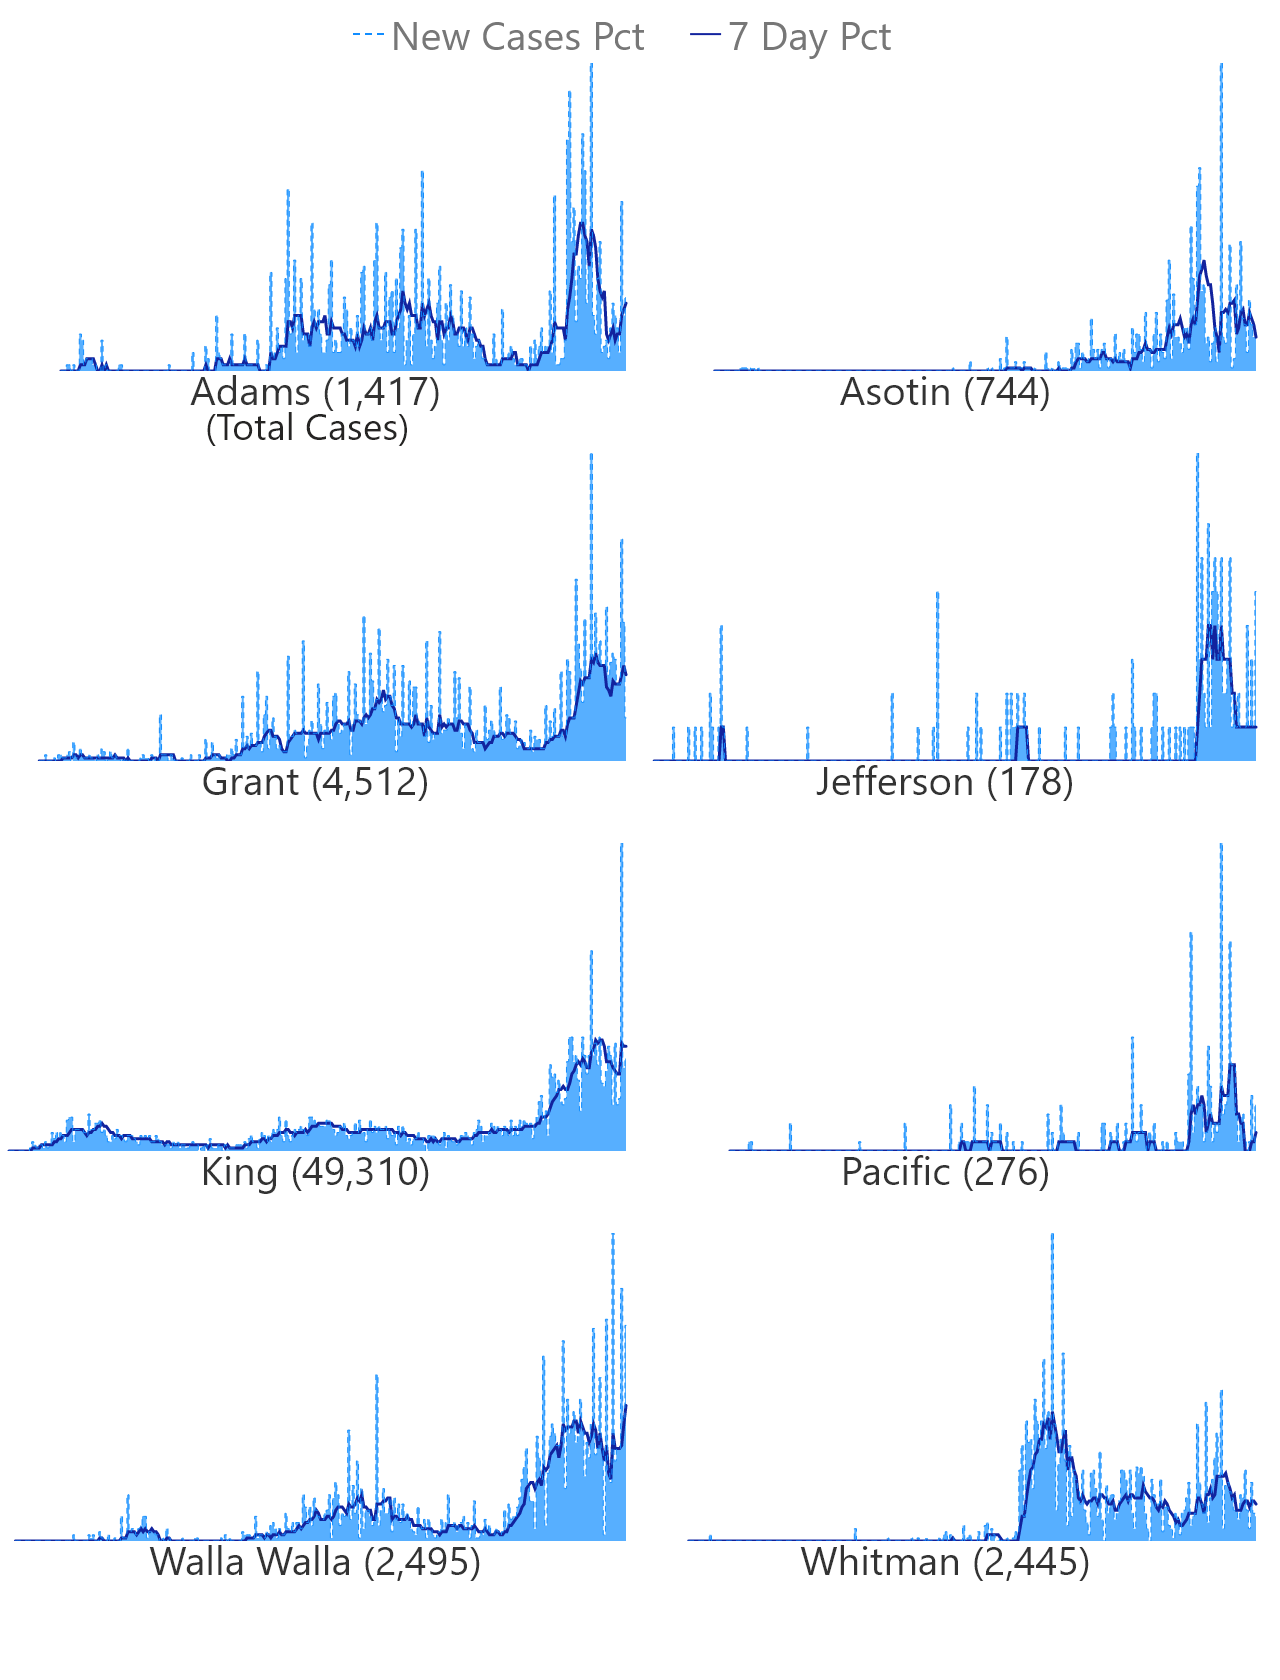 New Cases Pct 7 Day Pct
Adams (1,417) Asotin (744)
(Total Cases)
Grant (4,512) Jefferson (178)
King (49,310) Pacific (276)
Walla Walla (2,495) Whitman (2,445)